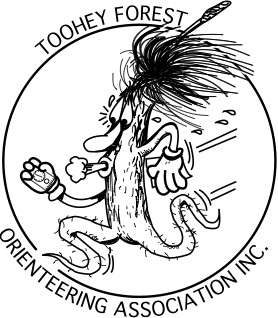 TOOHEY FOREST
ORIENTEERING ASSOCIATION INC.